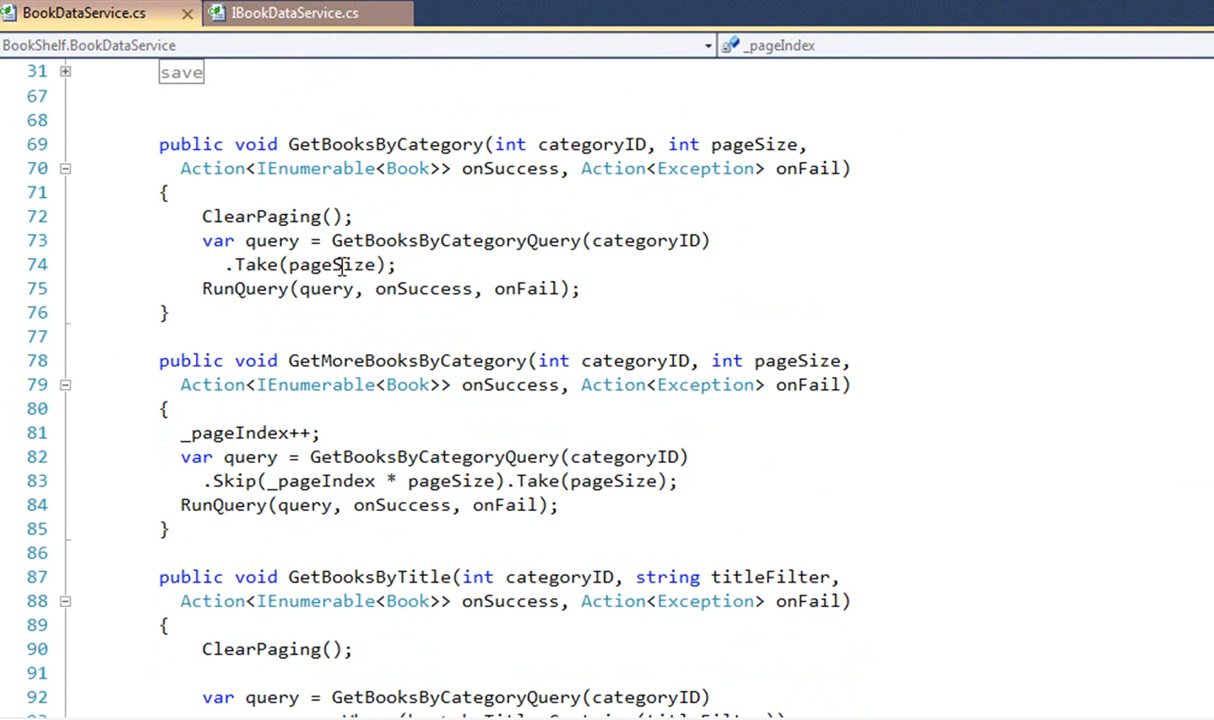 BookDataService.cs IBookDataService.cs
BookShelf.BookDataService _pageIndex
31 save
67
68
69 public void GetBooksByCategory(int categoryID, int pageSize,
70 Action<IEnumerable<Book>> onSuccess, Action<Exception> onFail)
71 {
72 ClearPaging();
73 var query = GetBooksByCategoryQuery(categoryID)
74 .Take(pageSize);
75 RunQuery(query, onSuccess, onFail);
76 }
77
78 public void GetMoreBooksByCategory(int categoryID, int pageSize,
79 Action<IEnumerable<Book>> onSuccess, Action<Exception> onFail)
80 {
81 _pageIndex++;
82 var query = GetBooksByCategoryQuery(categoryID)
83 .Skip(_pageIndex * pageSize).Take(pageSize);
84 RunQuery(query, onSuccess, onFail);
85 }
86
87 public void GetBooksByTitle(int categoryID, string titleFilter,
88 Action<IEnumerable<Book>> onSuccess, Action<Exception> onFail)
89 {
90 ClearPaging();
91
92 var query = GetBooksByCategoryQuery(categoryID)